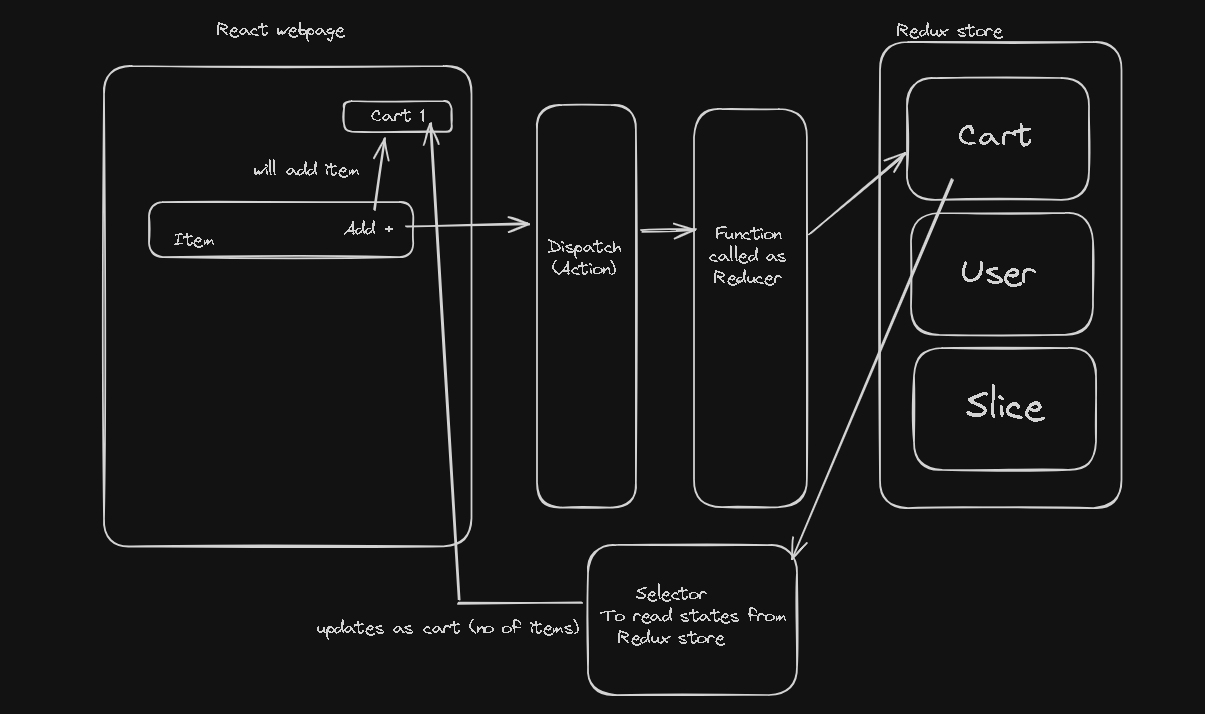 React webpage
Cart 1
will add item
Add +
Item
Dispatch
(Action)
Function
called as
Reducer
Redux store
Cart
User
Slice
Selector
To read states from
Redux store
updates as cart (no of items)